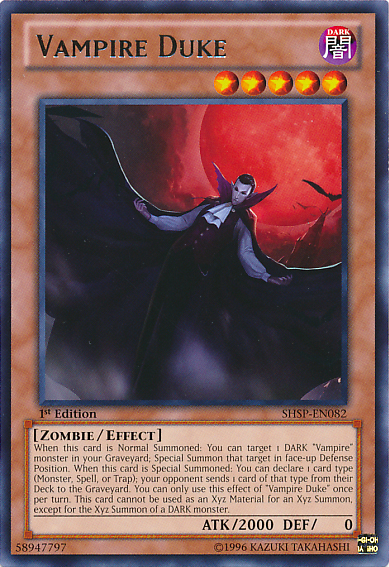 VAMPIRE DUKE
DARK
闇
1st Edition
SHSP-EN082
[ZOMBIE/EFFECT]
When this card is Normal Summoned: You can target 1 DARK "Vampire"
monster in your Graveyard; Special Summon that target in face-up Defense
Position. When this card is Special Summoned: You can declare 1 card type
(Monster, Spell, or Trap); your opponent sends 1 card of that type from their
Deck to the Graveyard. You can only use this effect of "Vampire Duke" once
per turn. This card cannot be used as an Xyz Material for an Xyz Summon,
except for the Xyz Summon of a DARK monster.
ATK/2000 DEF/ 0
58947797
©1996 KAZUKI TAKAHASHI